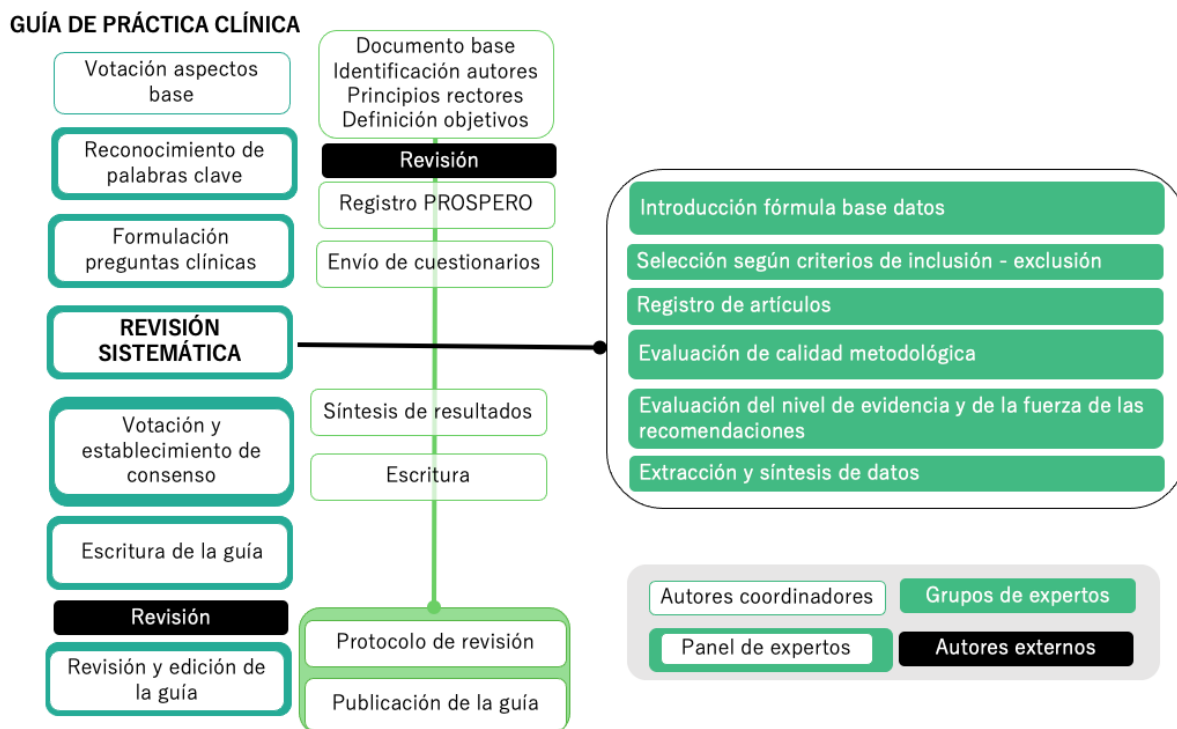 GUÍA DE PRÁCTICA CLÍNICA
Votación aspectos
base
Reconocimiento de
palabras clave
Formulación
preguntas clínicas
REVISIÓN
SISTEMÁTICA
Votación y
establecimiento de
consenso
Escritura de la guía
Revisión
Revisión y edición de
la guía
Documento base
Identificación autores
Principios rectores
Definición objetivos
Revisión
Registro PROSPERO
Envío de cuestionarios
Síntesis de resultados
Escritura
Protocolo de revisión
Publicación de la guía
Introducción fórmula base datos
Selección según criterios de inclusión - exclusión
Registro de artículos
Evaluación de calidad metodológica
Evaluación del nivel de evidencia y de la fuerza de las
recomendaciones
Extracción y síntesis de datos
Autores coordinadores
Grupos de expertos
Panel de expertos
Autores externos